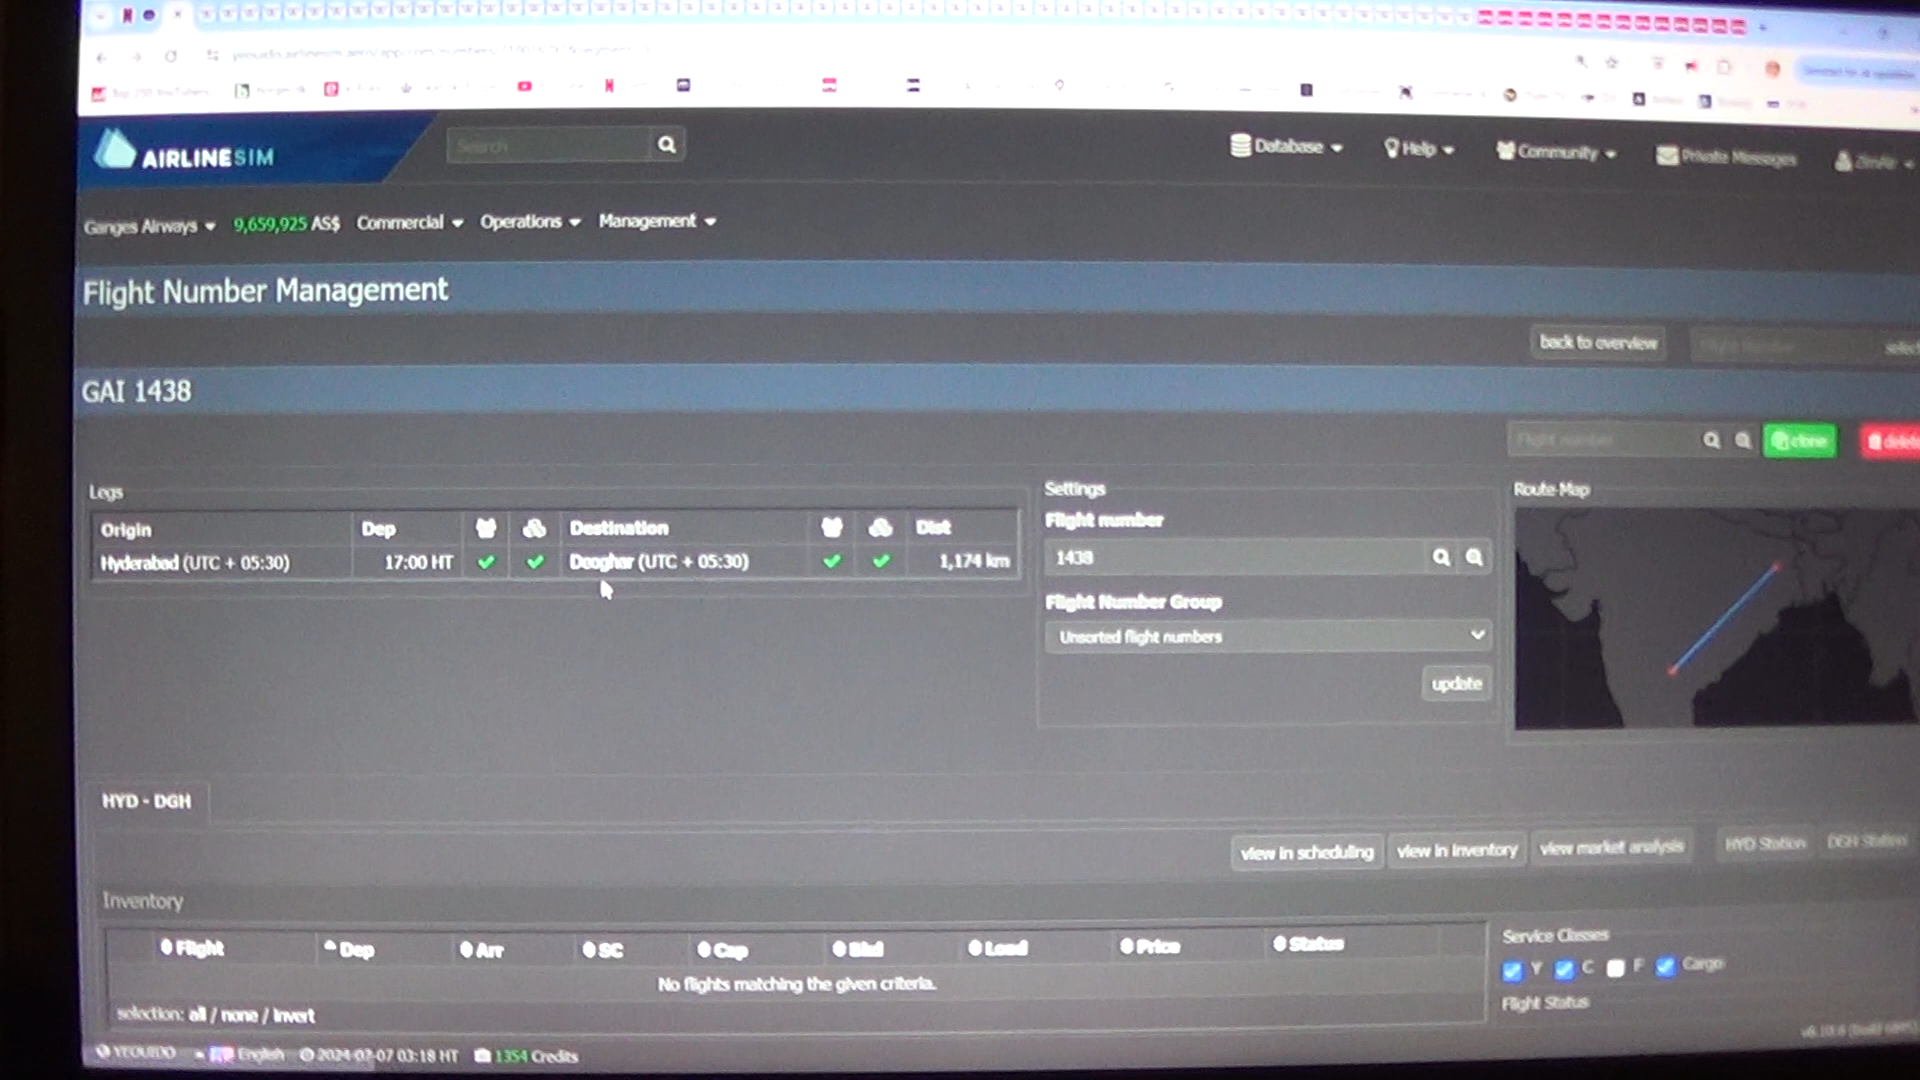 AIRLINESIM
Search
Database
Help
Community
Private Messages
Ganges Airways
9,659,925 AS$
Commercial
Operations
Management
Flight Number Management
back to overview
select
GAI 1438
Flight number
clone
delete
Legs
Origin Dep Destination Dist
Hyderabad (UTC + 05:30) 17:00 HT Deoghar (UTC + 05:30) 1,174 km
Settings
Flight number
1438
Flight Number Group
Unsorted flight numbers
update
Route Map
HYD - DGH
view in scheduling
view in inventory
view market analysis
HYD Station
DGH Station
Inventory
Flight Dep Arr SC Cap Bkd Load Price Status
No flights matching the given criteria.
selection: all / none / invert
Service Classes
Y C F Cargo
Flight Status
YEOUIDO English 2024-07-07 03:18 HT 1354 Credits